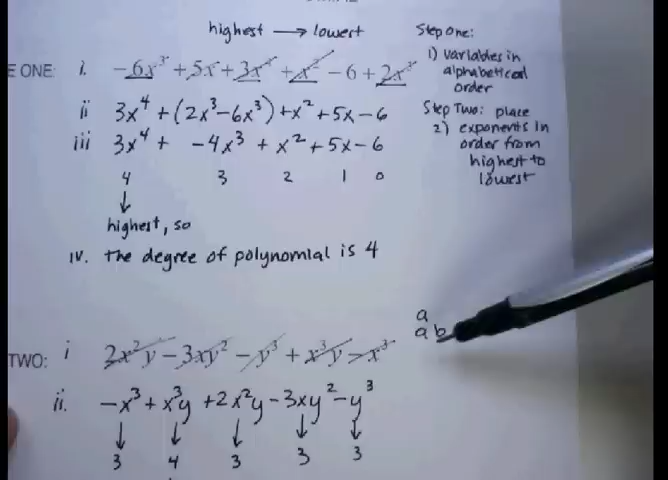 highest → lowest
E ONE: i. -6x³ + 5x + 3x⁴ + x² - 6 + 2x³
ii 3x⁴ + (2x³ - 6x³) + x² + 5x - 6
iii 3x⁴ + -4x³ + x² + 5x - 6
4 3 2 1 0
↓
highest, so
iv. the degree of polynomial is 4
Step One:
1) variables in
alphabetical
order
Step Two: place
2) exponents in
order from
highest to
lowest
a
ab
TWO: i 2x²y - 3xy² - y³ + x³y - x³
ii. -x³ + x³y + 2x²y - 3xy² - y³
↓ ↓ ↓ ↓ ↓
3 4 3 3 3